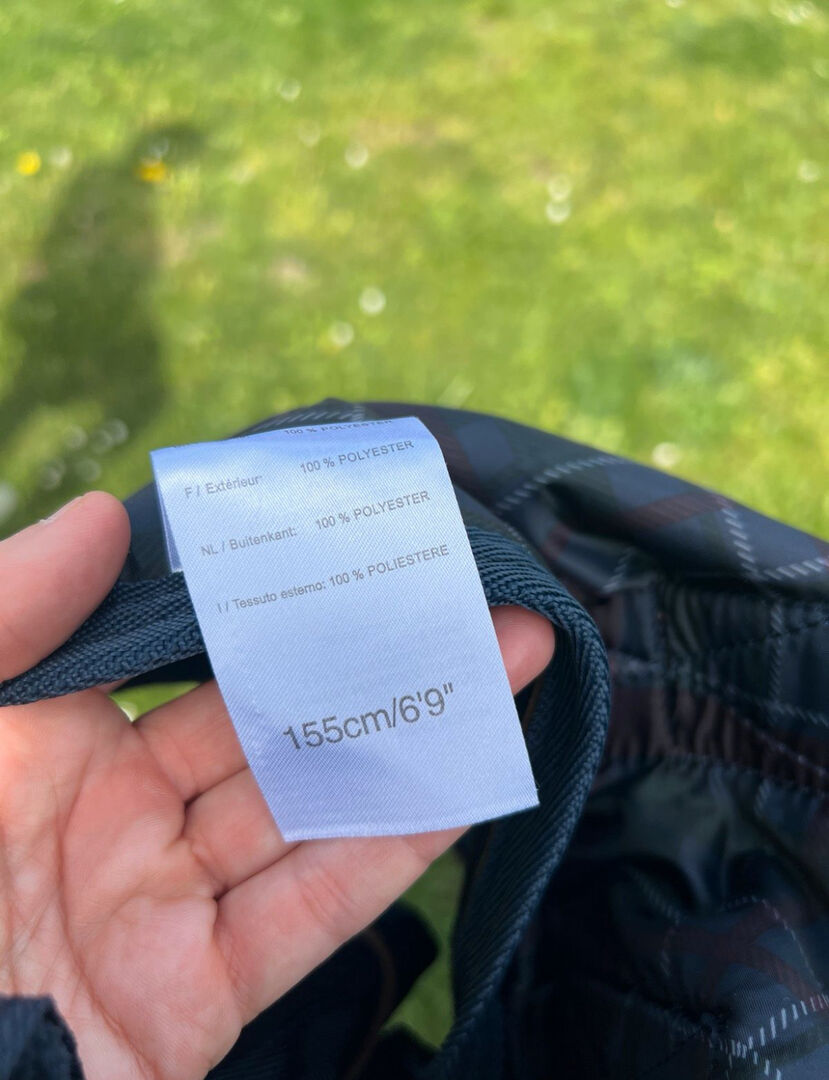 100 % POLYESTER
F / Extérieur: 100 % POLYESTER
NL / Buitenkant: 100 % POLYESTER
I / Tessuto esterno: 100 % POLIESTERE
155cm/6'9"